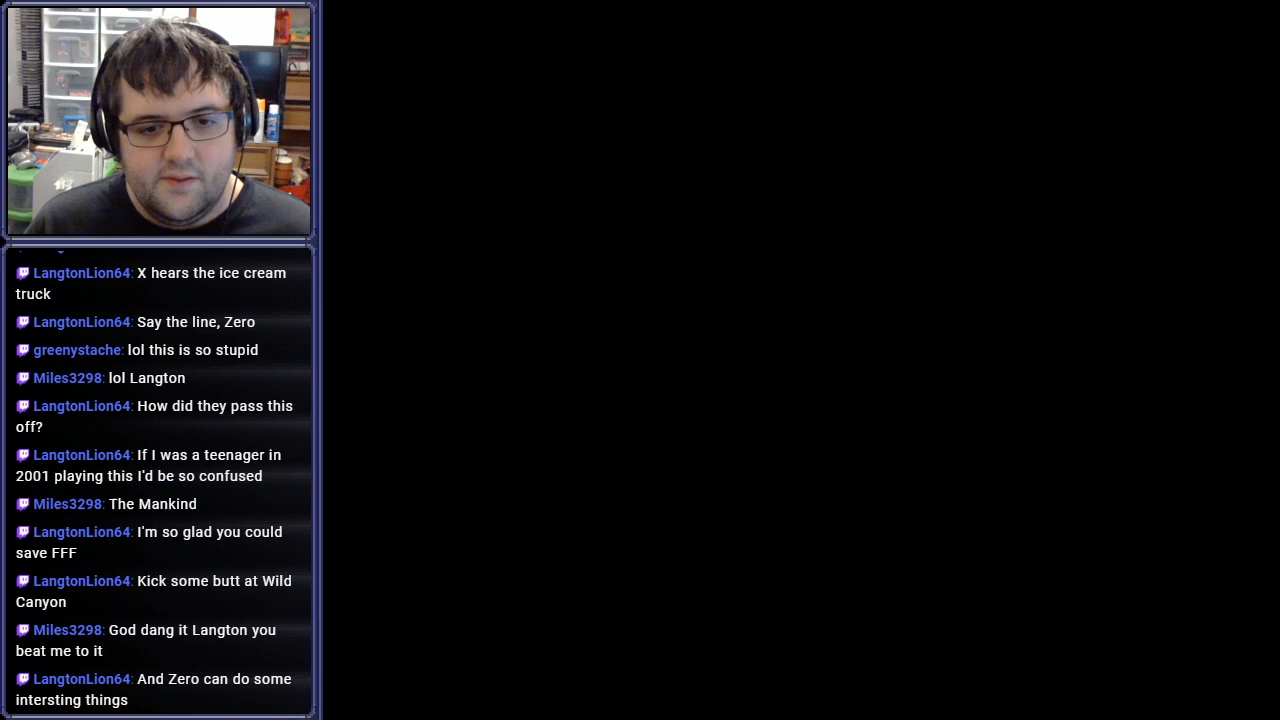 LangtonLion64: X hears the ice cream
truck
LangtonLion64: Say the line, Zero
greenystache: lol this is so stupid
Miles3298: lol Langton
LangtonLion64: How did they pass this
off?
LangtonLion64: If I was a teenager in
2001 playing this I'd be so confused
Miles3298: The Mankind
LangtonLion64: I'm so glad you could
save FFF
LangtonLion64: Kick some butt at Wild
Canyon
Miles3298: God dang it Langton you
beat me to it
LangtonLion64: And Zero can do some
intersting things